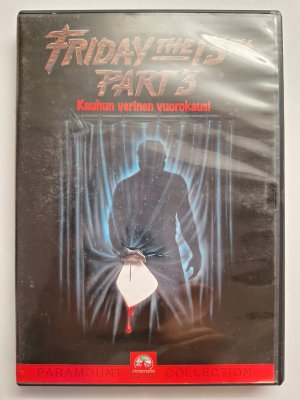 FRIDAY THE 13TH
PART 3
Kauhun verinen vuorokausi
PARAMOUNT COLLECTION